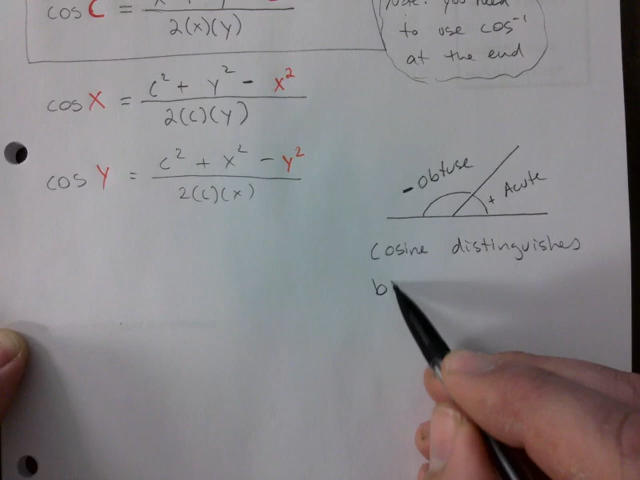 cos C =
2(x)(y)
Note: you need
to use cos⁻¹
at the end
cos X = c² + y² - x² / 2(c)(y)
cos Y = c² + x² - y² / 2(c)(x)
- Obtuse + Acute
Cosine distinguishes
b